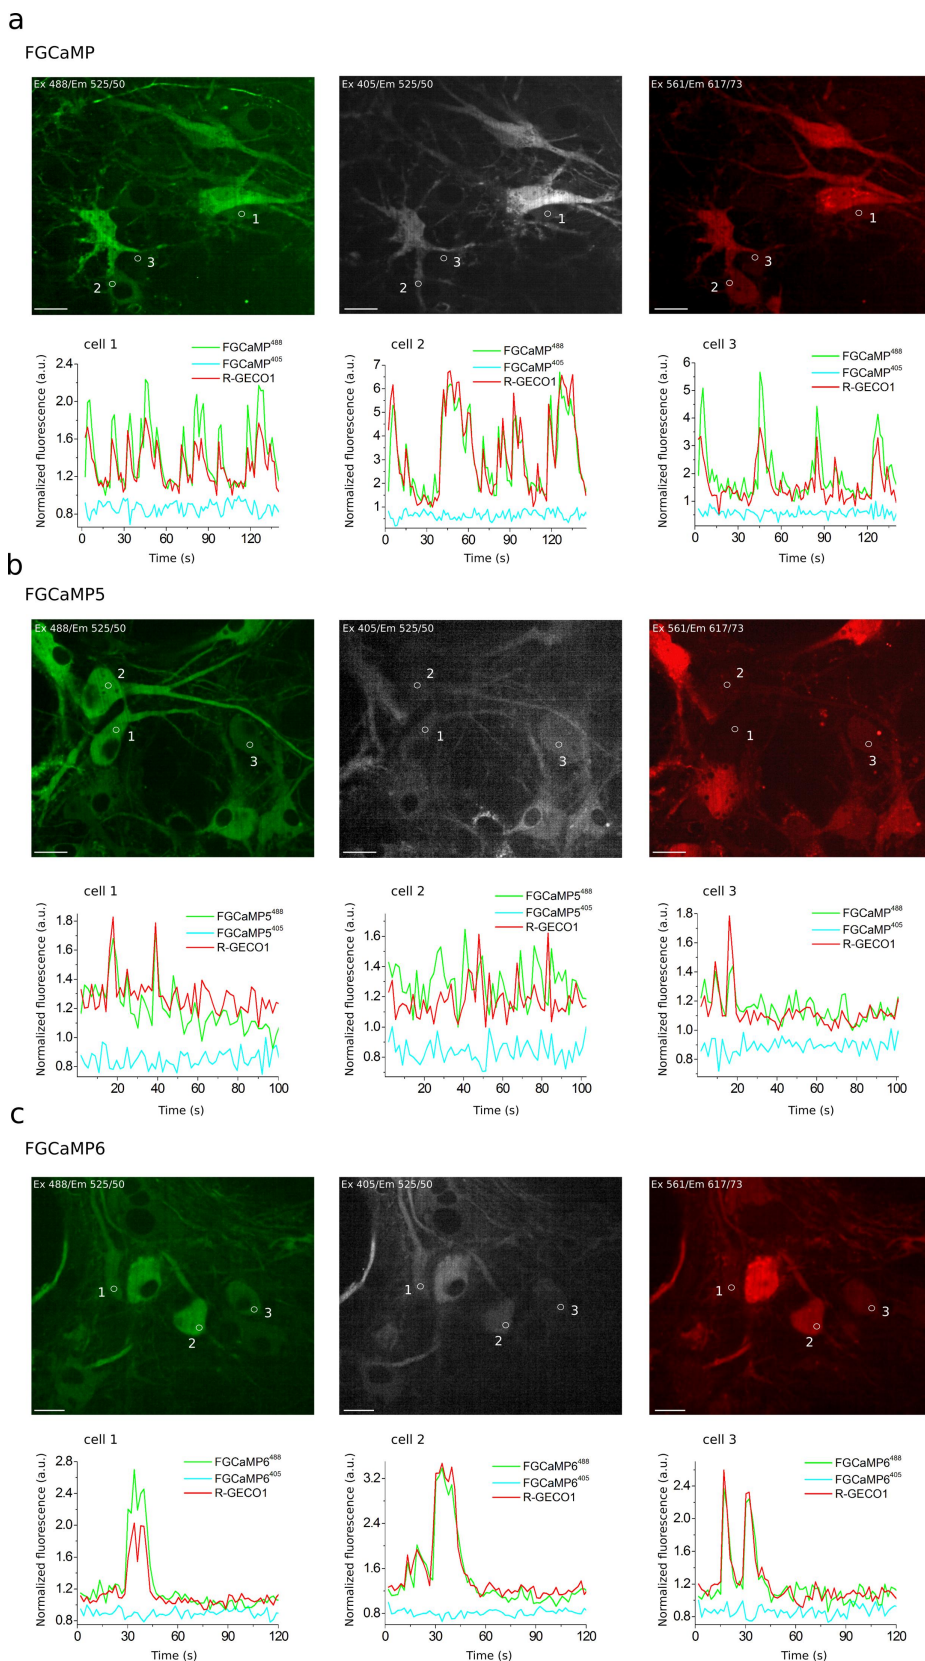 a
FGCaMP
Ex 488/Em 525/50
Ex 405/Em 525/50
Ex 561/Em 617/73
1
3
2
1
3
2
1
3
2
cell 1
FGCaMP488
FGCaMP405
R-GECO1
Normalized fluorescence (a.u.)
2.4
2.0
1.6
1.2
0.8
0 30 60 90 120
Time (s)
cell 2
FGCaMP488
FGCaMP405
R-GECO1
Normalized fluorescence (a.u.)
7
6
5
4
3
2
1
0 30 60 90 120
Time (s)
cell 3
FGCaMP488
FGCaMP405
R-GECO1
Normalized fluorescence (a.u.)
6
5
4
3
2
1
0 30 60 90 120
Time (s)
b
FGCaMP5
Ex 488/Em 525/50
Ex 405/Em 525/50
Ex 561/Em 617/73
2
1
3
2
1
3
2
1
3
cell 1
FGCaMP5488
FGCaMP5405
R-GECO1
Normalized fluorescence (a.u.)
1.8
1.6
1.4
1.2
1.0
0.8
20 40 60 80 100
Time (s)
cell 2
FGCaMP5488
FGCaMP5405
R-GECO1
Normalized fluorescence (a.u.)
1.6
1.4
1.2
1.0
0.8
20 40 60 80 100
Time (s)
cell 3
FGCaMP488
FGCaMP405
R-GECO1
Normalized fluorescence (a.u.)
1.8
1.6
1.4
1.2
1.0
0.8
20 40 60 80 100
Time (s)
c
FGCaMP6
Ex 488/Em 525/50
Ex 405/Em 525/50
Ex 561/Em 617/73
1
3
2
1
3
2
1
3
2
cell 1
FGCaMP6488
FGCaMP6405
R-GECO1
Normalized fluorescence (a.u.)
2.8
2.4
2.0
1.6
1.2
0.8
0 30 60 90 120
Time (s)
cell 2
FGCaMP6488
FGCaMP6405
R-GECO1
Normalized fluorescence (a.u.)
3.2
2.4
1.6
0.8
0 30 60 90 120
Time (s)
cell 3
FGCaMP6488
FGCaMP6405
R-GECO1
Normalized fluorescence (a.u.)
2.4
2.0
1.6
1.2
0.8
0 30 60 90 120
Time (s)